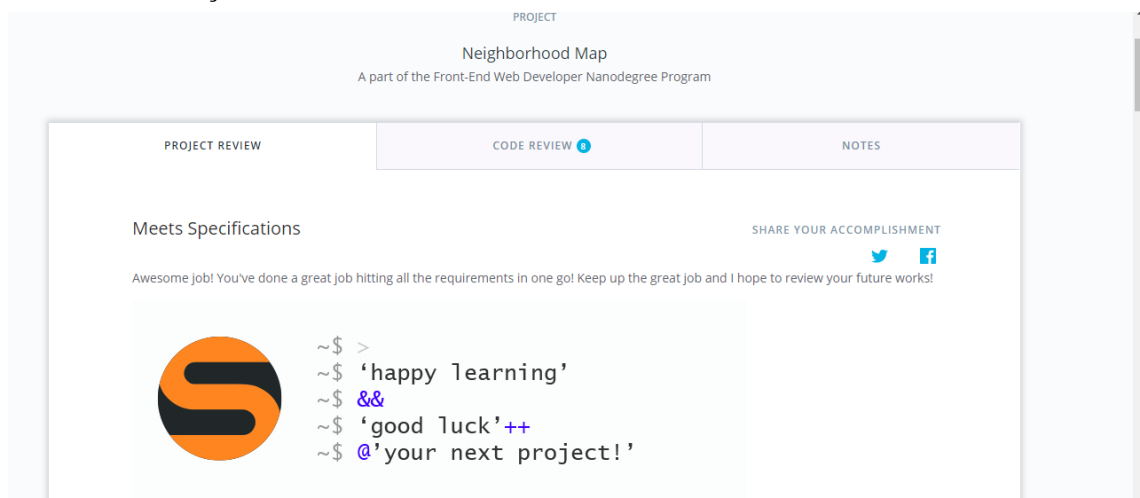 PROJECT
Neighborhood Map
A part of the Front-End Web Developer Nanodegree Program
PROJECT REVIEW
CODE REVIEW 8
NOTES
Meets Specifications
SHARE YOUR ACCOMPLISHMENT
Awesome job! You've done a great job hitting all the requirements in one go! Keep up the great job and I hope to review your future works!
~$ >
~$ ‘happy learning’
~$ &&
~$ ‘good luck’++
~$ @’your next project!’